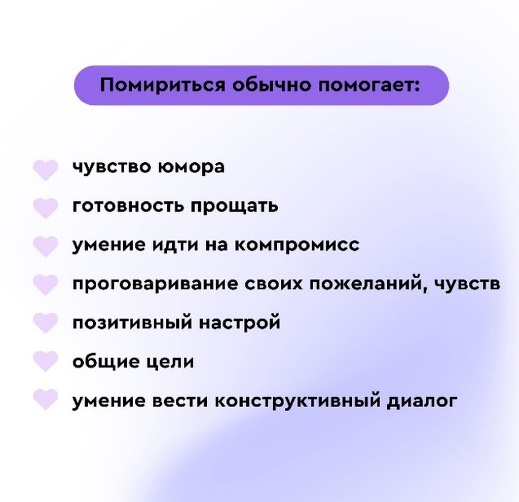 Помириться обычно помогает:
чувство юмора
готовность прощать
умение идти на компромисс
проговаривание своих пожеланий, чувств
позитивный настрой
общие цели
умение вести конструктивный диалог